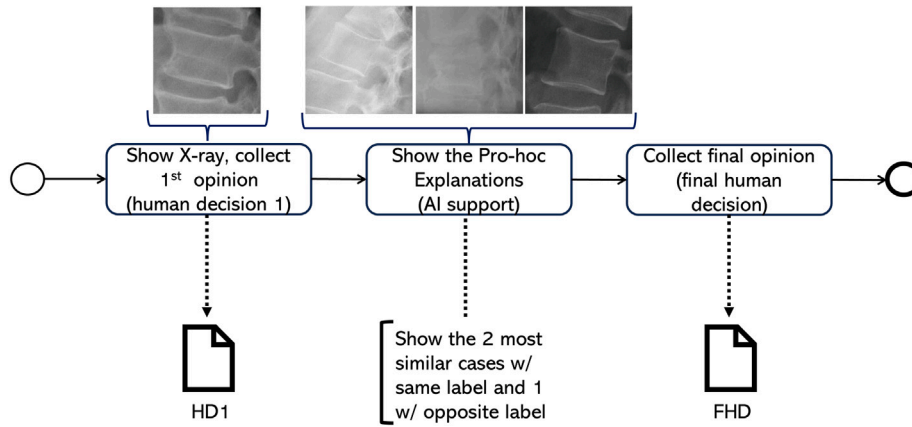 Show X-ray, collect
1st opinion
(human decision 1)
Show the Pro-hoc
Explanations
(AI support)
Collect final opinion
(final human
decision)
Show the 2 most
similar cases w/
same label and 1
w/ opposite label
HD1
FHD